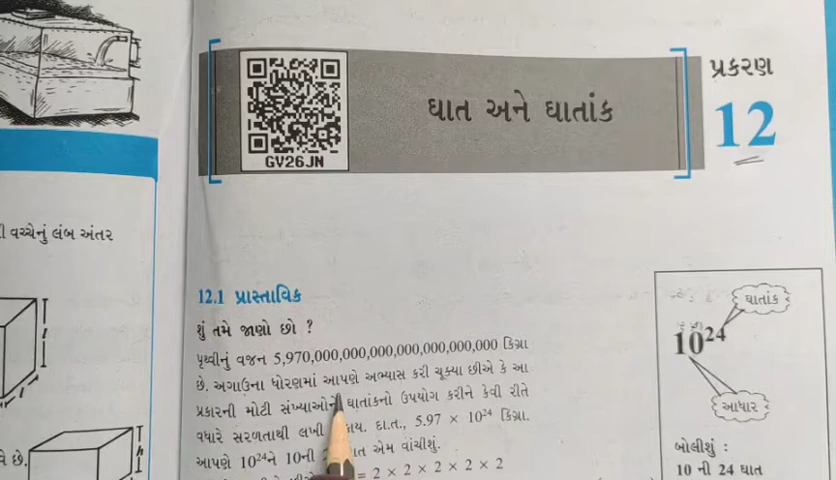 પ્રકરણ
12
ઘાત અને ઘાતાંક
GV26JN
વચ્ચેનું લંબ અંતર
12.1 પ્રાસ્તાવિક
શું તમે જાણો છો ?
પૃથ્વીનું વજન 5,970,000,000,000,000,000,000,000 કિગ્રા
છે. અગાઉના ધોરણમાં આપણે અભ્યાસ કરી ચૂક્યા છીએ કે આ
પ્રકારની મોટી સંખ્યાઓને ઘાતાંકનો ઉપયોગ કરીને કેવી રીતે
વધારે સરળતાથી લખી દા.ત., 5.97 × 10²⁴ કિગ્રા.
આપણે 10²⁴ને 10ની એમ વાંચીશું.
= 2 × 2 × 2 × 2 × 2
ઘાતાંક
10²⁴
આધાર
બોલીશું :
10 ની 24 ઘાત
l
l
h
છે.